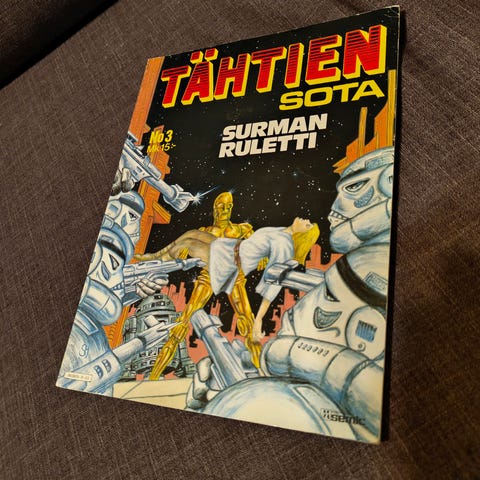 TÄHTIEN
SOTA
No 3
Mk 15:-
SURMAN
RULETTI
semic